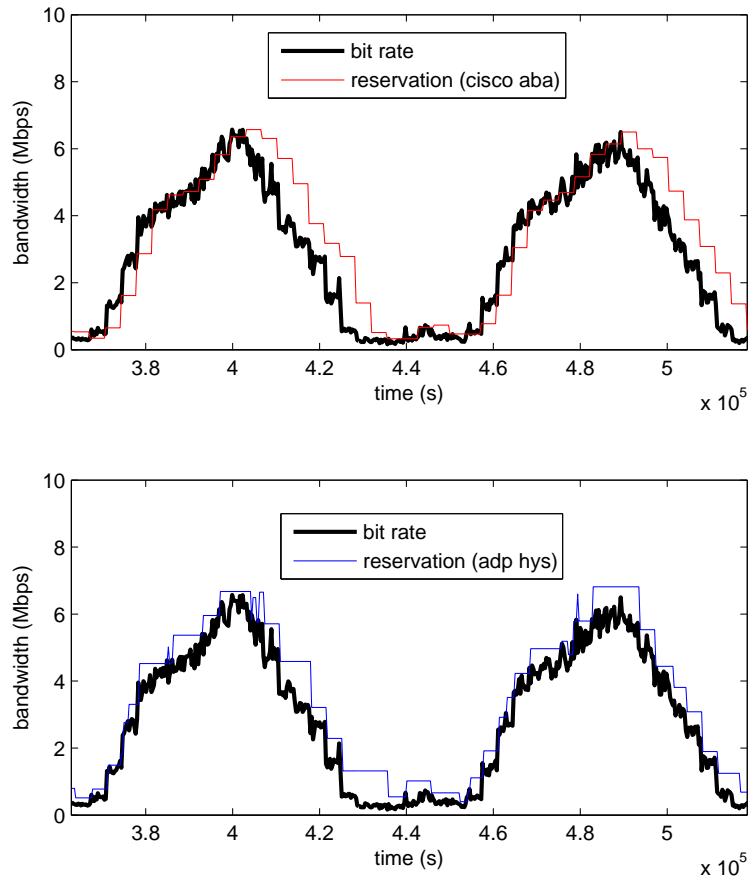 10
8
6
4
2
0
bandwidth (Mbps)
bit rate
reservation (cisco aba)
3.8 4 4.2 4.4 4.6 4.8 5
time (s)
x 10^5
10
8
6
4
2
0
bandwidth (Mbps)
bit rate
reservation (adp hys)
3.8 4 4.2 4.4 4.6 4.8 5
time (s)
x 10^5